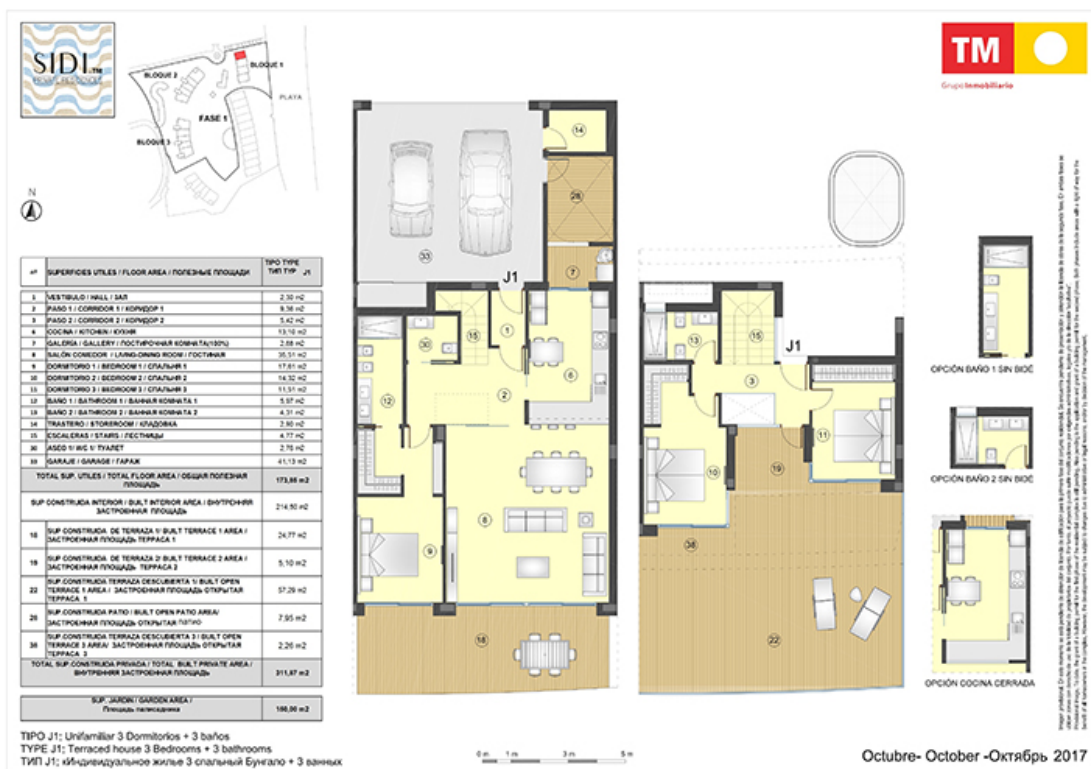 SIDI TM
PRIVATE RESIDENCES
BLOQUE 2
BLOQUE 1
PLAYA
FASE 1
BLOQUE 3
N
TM
Grupo Inmobiliario
nº SUPERFICIES UTILES / FLOOR AREA / ПОЛЕЗНЫЕ ПЛОЩАДИ TIPO TYPE ТИП TYP J1
1 VESTIBULO / HALL / ЗАЛ 2,30 m2
2 PASO 1 / CORRIDOR 1 / КОРИДОР 1 9,36 m2
3 PASO 2 / CORRIDOR 2 / КОРИДОР 2 5,42 m2
6 COCINA / KITCHEN / КУХНЯ 13,10 m2
7 GALERÍA / GALLERY / ПОСТИРОЧНАЯ КОМНАТА(100%) 2,88 m2
8 SALÓN COMEDOR / LIVING-DINING ROOM / ГОСТИНАЯ 35,51 m2
9 DORMITORIO 1 / BEDROOM 1 / СПАЛЬНЯ 1 17,61 m2
10 DORMITORIO 2 / BEDROOM 2 / СПАЛЬНЯ 2 14,32 m2
11 DORMITORIO 3 / BEDROOM 3 / СПАЛЬНЯ 3 11,51 m2
12 BAÑO 1 / BATHROOM 1 / ВАННАЯ КОМНАТА 1 5,97 m2
13 BAÑO 2 / BATHROOM 2 / ВАННАЯ КОМНАТА 2 4,31 m2
14 TRASTERO / STOREROOM / КЛАДОВКА 2,90 m2
15 ESCALERAS / STAIRS / ЛЕСТНИЦЫ 4,77 m2
30 ASEO 1/ WC 1/ ТУАЛЕТ 2,76 m2
33 GARAJE / GARAGE / ГАРАЖ 41,13 m2
TOTAL SUP. UTILES / TOTAL FLOOR AREA / ОБЩАЯ ПОЛЕЗНАЯ
ПЛОЩАДЬ 173,85 m2
SUP CONSTRUIDA INTERIOR / BUILT INTERIOR AREA / ВНУТРЕННЯЯ
ЗАСТРОЕННАЯ ПЛОЩАДЬ 214,50 m2
18 SUP.CONSTRUIDA DE TERRAZA 1/ BUILT TERRACE 1 AREA /
ЗАСТРОЕННАЯ ПЛОЩАДЬ ТЕРРАСА 1 24,77 m2
19 SUP.CONSTRUIDA DE TERRAZA 2/ BUILT TERRACE 2 AREA /
ЗАСТРОЕННАЯ ПЛОЩАДЬ ТЕРРАСА 2 5,10 m2
22 SUP.CONSTRUIDA TERRAZA DESCUBIERTA 1/ BUILT OPEN
TERRACE 1 AREA / ЗАСТРОЕННАЯ ПЛОЩАДЬ ОТКРЫТАЯ
ТЕРРАСА 1 57,29 m2
28 SUP.CONSTRUIDA PATIO / BUILT OPEN PATIO AREA/
ЗАСТРОЕННАЯ ПЛОЩАДЬ ОТКРЫТАЯ ПАТИО 7,95 m2
38 SUP.CONSTRUIDA TERRAZA DESCUBIERTA 3 / BUILT OPEN
TERRACE 3 AREA/ ЗАСТРОЕННАЯ ПЛОЩАДЬ ОТКРЫТАЯ
ТЕРРАСА 3 2,26 m2
TOTAL SUP.CONSTRUIDA PRIVADA / TOTAL BUILT PRIVATE AREA /
ВНУТРЕННЯЯ ЗАСТРОЕННАЯ ПЛОЩАДЬ 311,87 m2
SUP. JARDIN / GARDEN AREA /
Площадь палисадника
TIPO J1; Unifamiliar 3 Dormitorios + 3 baños
TYPE J1; Terraced house 3 Bedrooms + 3 bathrooms
ТИП J1; «Индивидуальное жилье 3 спальный Бунгало + 3 ванных
14
28
33
7
J1
1
15
30
6
2
12
8
9
18
13
15
J1
3
11
10
19
38
22
OPCIÓN BAÑO 1 SIN BIDÉ
OPCIÓN BAÑO 2 SIN BIDÉ
OPCIÓN COCINA CERRADA
0 m 1 m 3 m 5 m
Octubre- October -Октябрь 2017